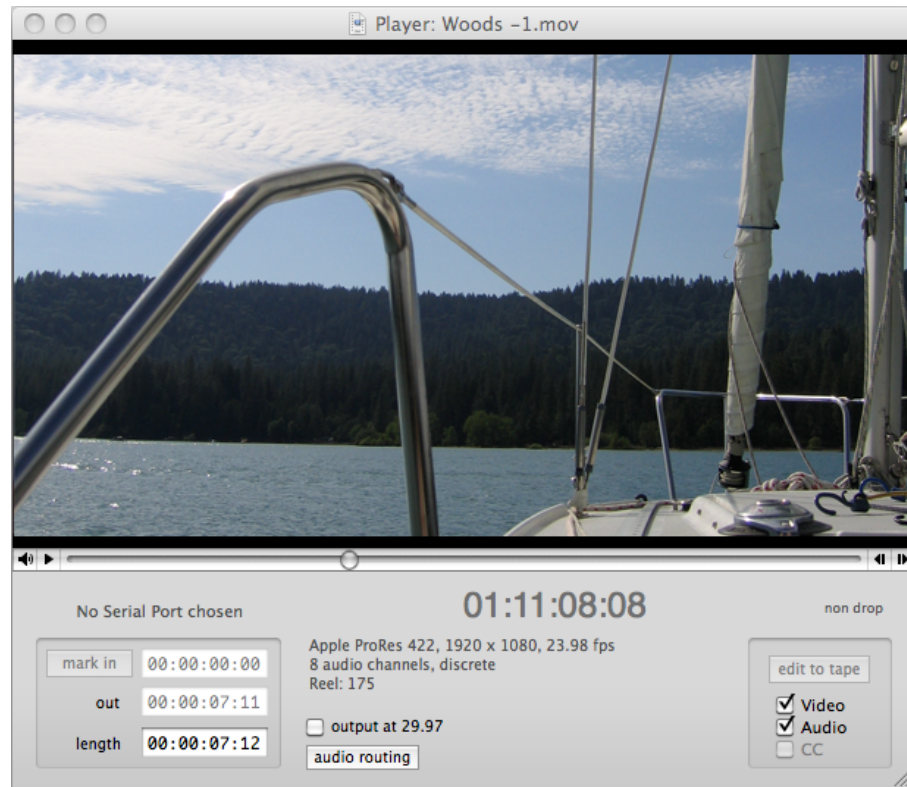 Player: Woods -1.mov
No Serial Port chosen
01:11:08:08
non drop
mark in 00:00:00:00
out 00:00:07:11
length 00:00:07:12
Apple ProRes 422, 1920 x 1080, 23.98 fps
8 audio channels, discrete
Reel: 175
output at 29.97
audio routing
edit to tape
Video
Audio
CC